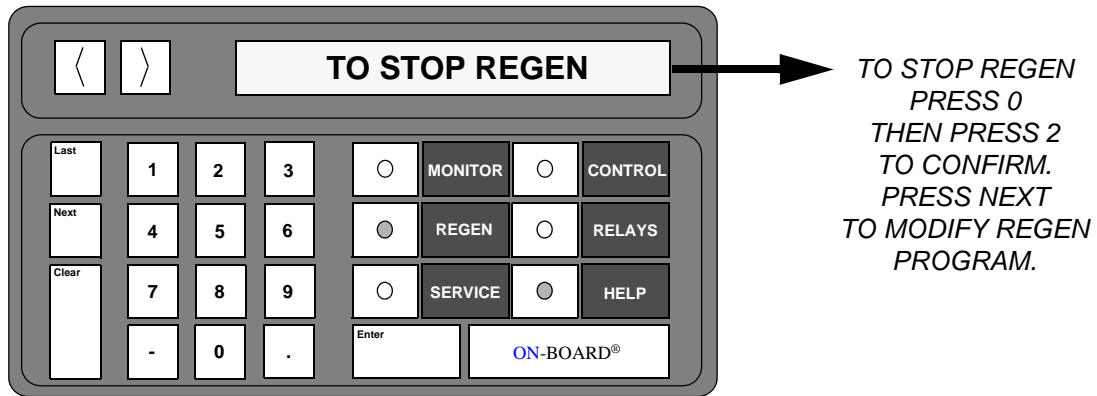 〈 〉 TO STOP REGEN
TO STOP REGEN
PRESS 0
THEN PRESS 2
TO CONFIRM.
PRESS NEXT
TO MODIFY REGEN
PROGRAM.
Last 1 2 3 MONITOR CONTROL
Next 4 5 6 REGEN RELAYS
Clear 7 8 9 SERVICE HELP
- 0 . Enter ON-BOARD®